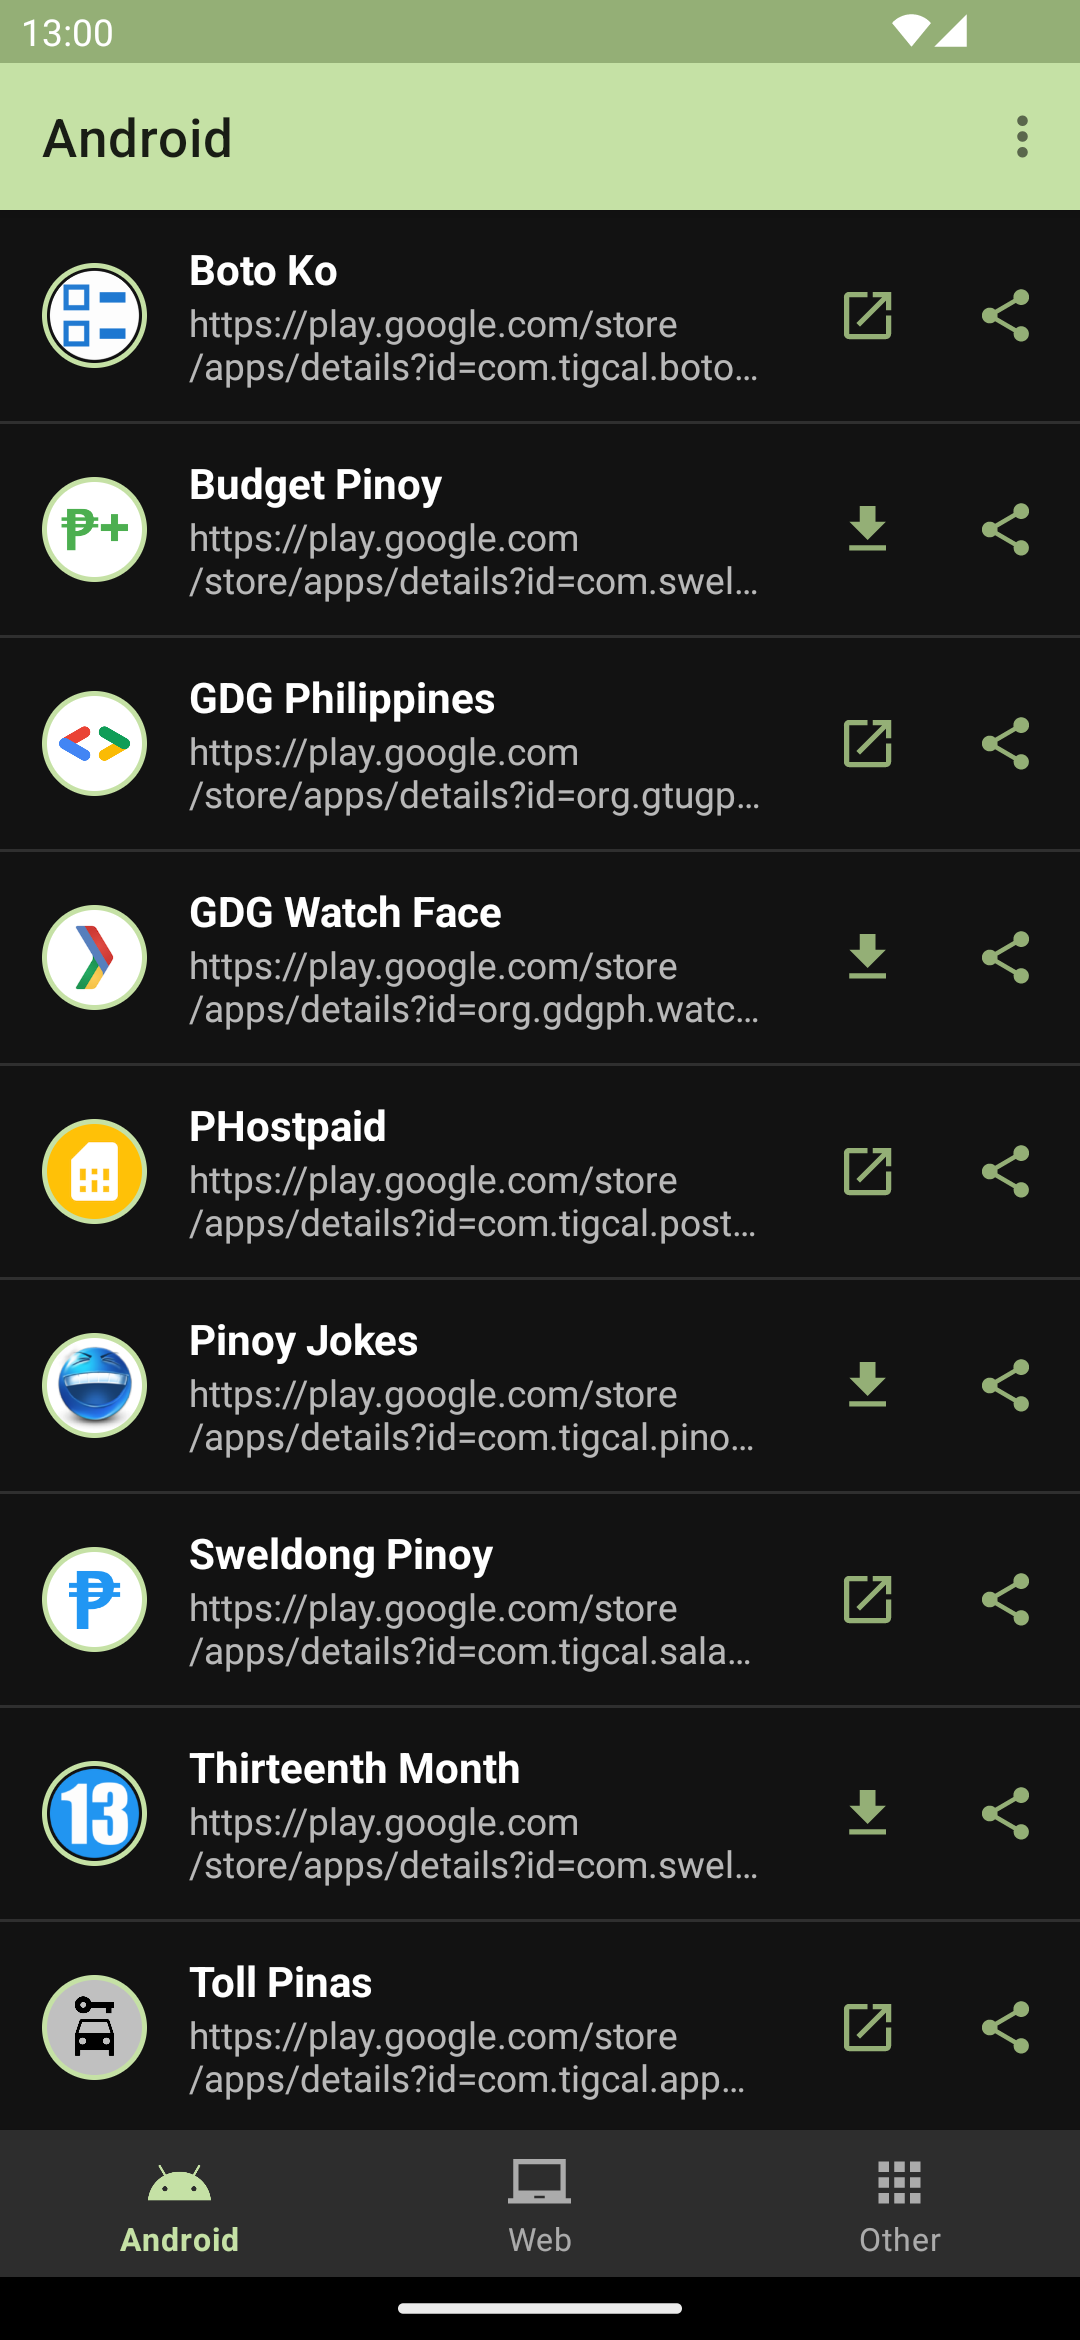 13:00
Android
Boto Ko
https://play.google.com/store
/apps/details?id=com.tigcal.boto...
₱+
Budget Pinoy
https://play.google.com
/store/apps/details?id=com.swel...
GDG Philippines
https://play.google.com
/store/apps/details?id=org.gtugp...
GDG Watch Face
https://play.google.com/store
/apps/details?id=org.gdgph.watc...
PHostpaid
https://play.google.com/store
/apps/details?id=com.tigcal.post...
Pinoy Jokes
https://play.google.com/store
/apps/details?id=com.tigcal.pino...
₱
Sweldong Pinoy
https://play.google.com/store
/apps/details?id=com.tigcal.sala...
13
Thirteenth Month
https://play.google.com
/store/apps/details?id=com.swel...
Toll Pinas
https://play.google.com/store
/apps/details?id=com.tigcal.app...
Android
Web
Other